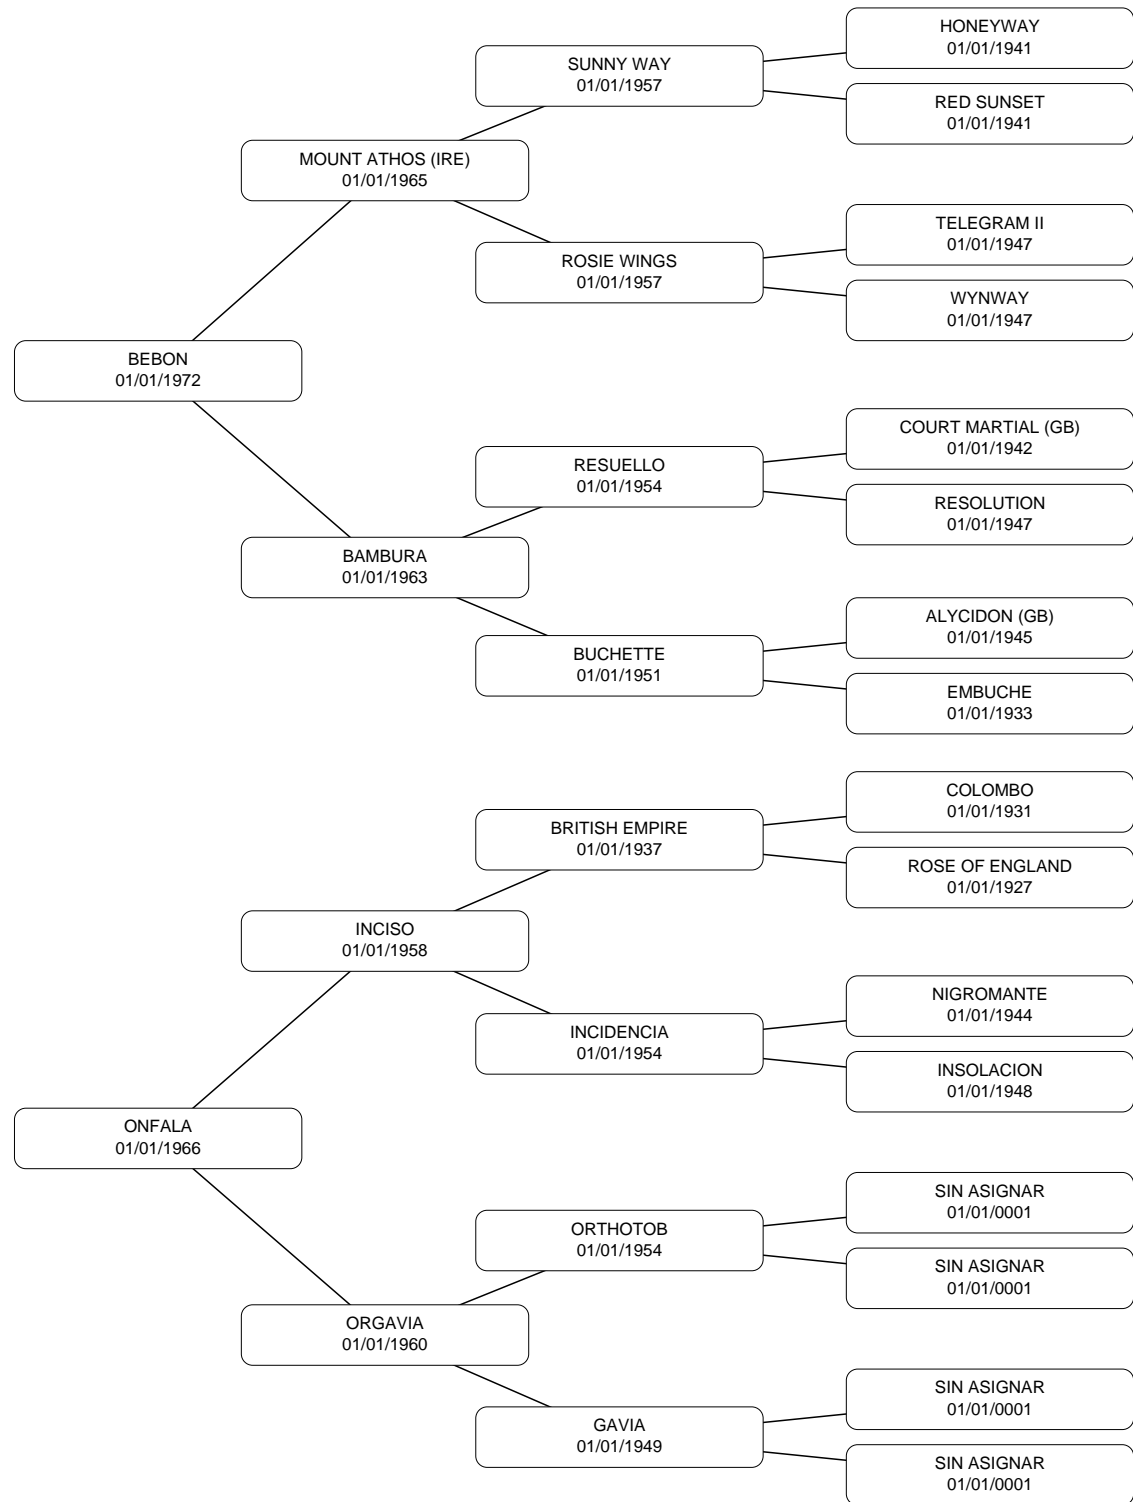 HONEYWAY
01/01/1941
SUNNY WAY
01/01/1957
RED SUNSET
01/01/1941
MOUNT ATHOS (IRE)
01/01/1965
TELEGRAM II
01/01/1947
ROSIE WINGS
01/01/1957
WYNWAY
01/01/1947
BEBON
01/01/1972
COURT MARTIAL (GB)
01/01/1942
RESUELLO
01/01/1954
RESOLUTION
01/01/1947
BAMBURA
01/01/1963
ALYCIDON (GB)
01/01/1945
BUCHETTE
01/01/1951
EMBUCHE
01/01/1933
COLOMBO
01/01/1931
BRITISH EMPIRE
01/01/1937
ROSE OF ENGLAND
01/01/1927
INCISO
01/01/1958
NIGROMANTE
01/01/1944
INCIDENCIA
01/01/1954
INSOLACION
01/01/1948
ONFALA
01/01/1966
SIN ASIGNAR
01/01/0001
ORTHOTOB
01/01/1954
SIN ASIGNAR
01/01/0001
ORGAVIA
01/01/1960
SIN ASIGNAR
01/01/0001
GAVIA
01/01/1949
SIN ASIGNAR
01/01/0001